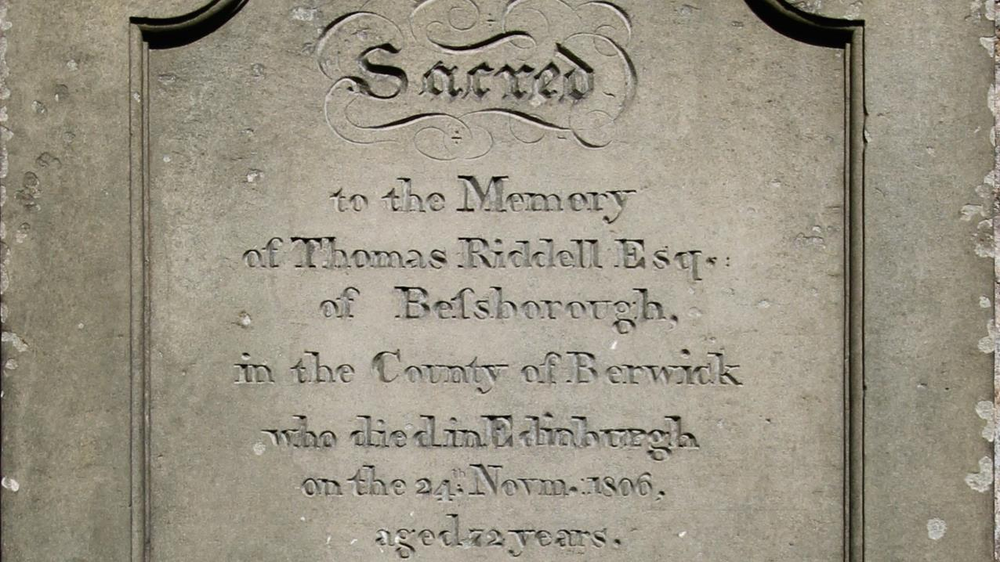 Sacred
to the Memory
of Thomas Riddell Esq.:
of Beſsborough,
in the County of Berwick
who died in Edinburgh
on the 24th. Novm. 1806,
aged 72 years.